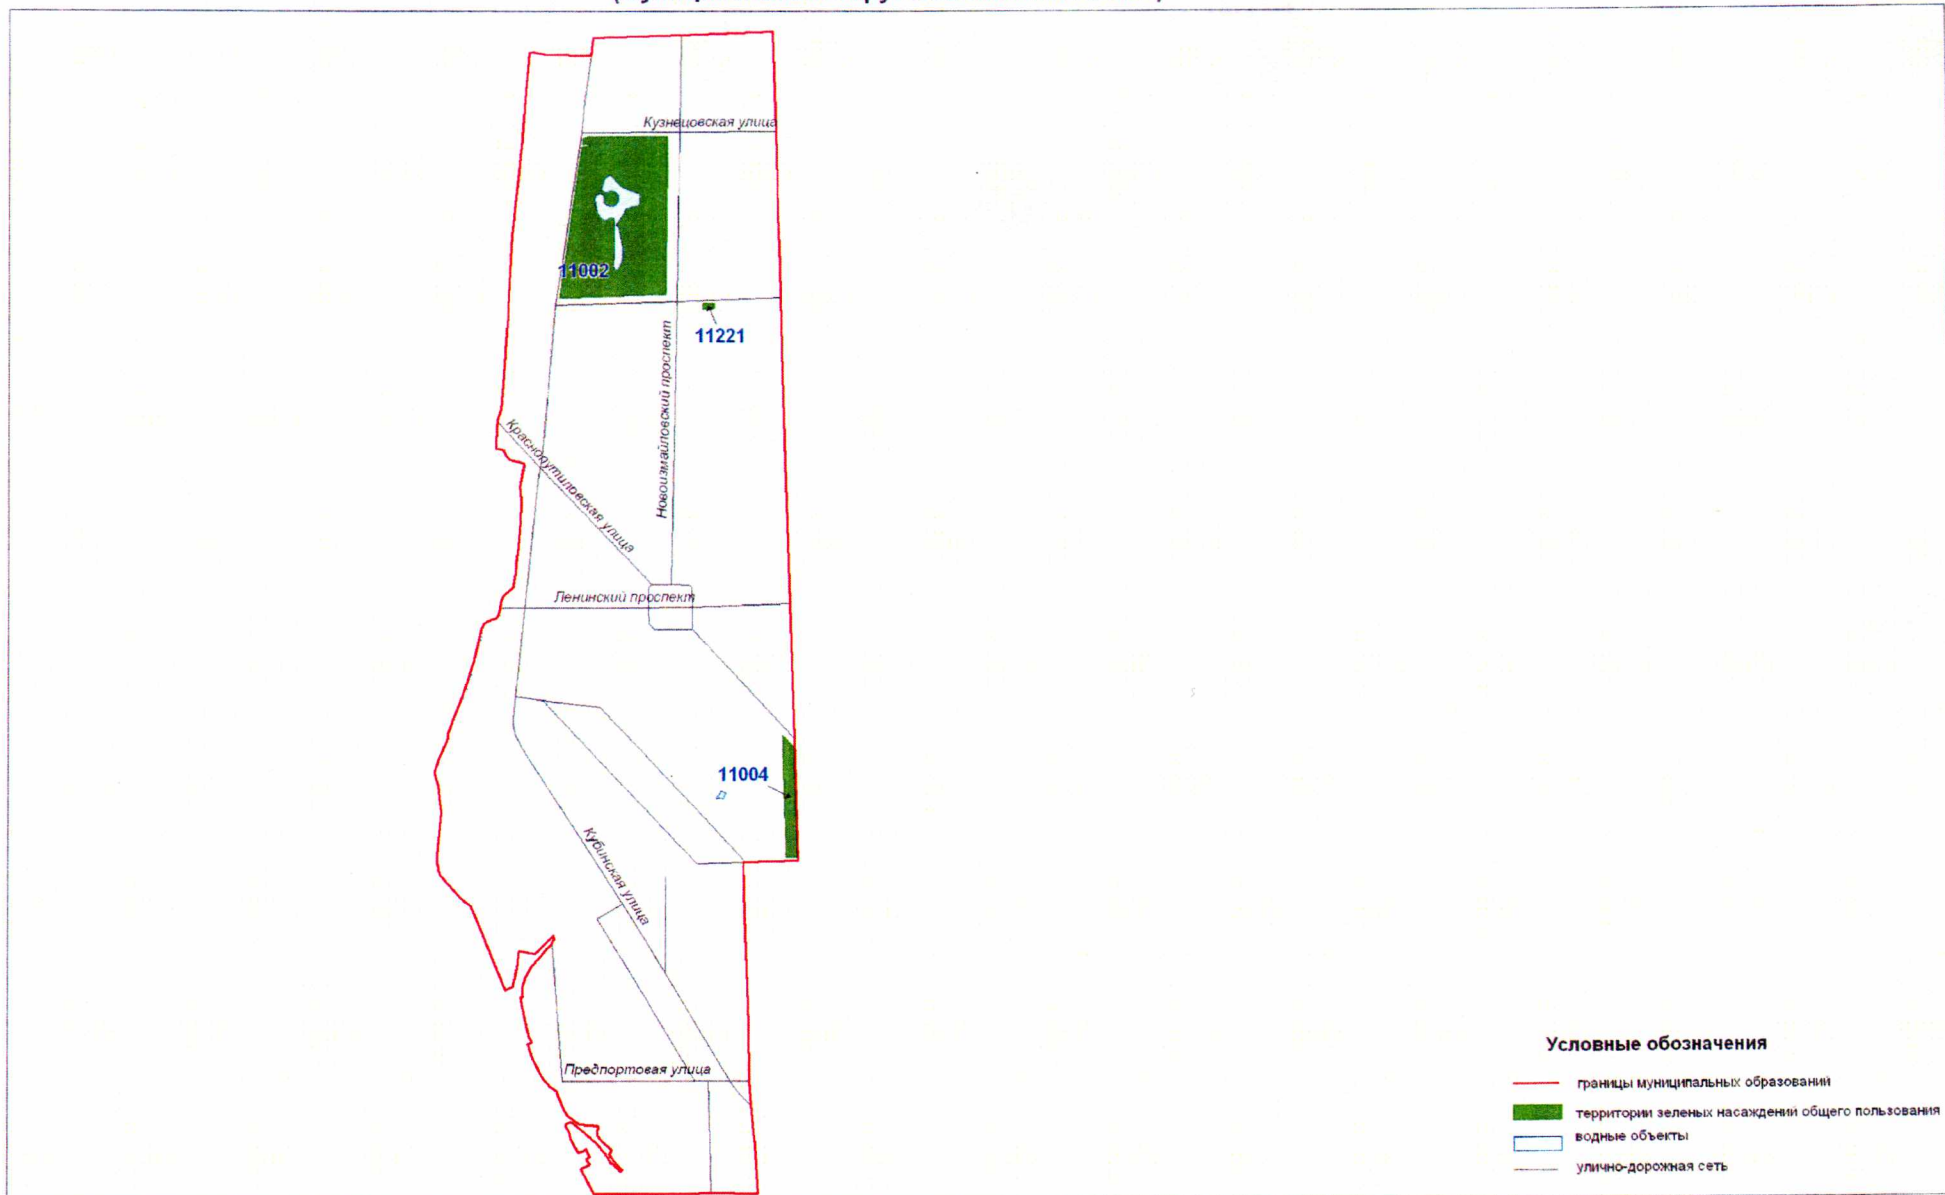 Кузнецовская улица
11002
11221
Новоизмайловский проспект
Краснопутиловская улица
Ленинский проспект
11004
Кубинская улица
Предпортовая улица
Условные обозначения
границы муниципальных образований
территории зеленых насаждений общего пользования
водные объекты
улично-дорожная сеть